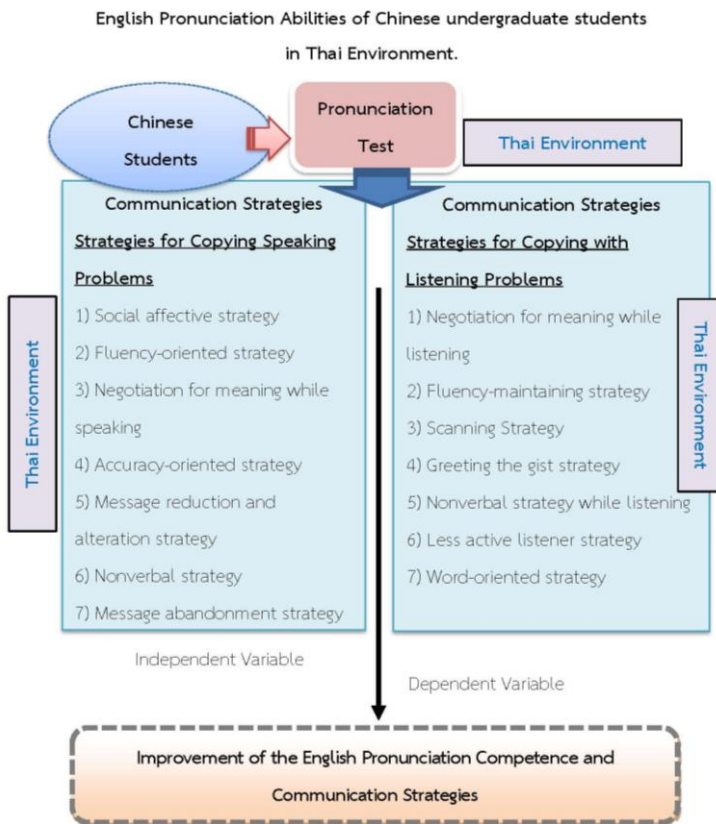 English Pronunciation Abilities of Chinese undergraduate students
in Thai Environment.
Chinese
Students
Pronunciation
Test
Thai Environment
Communication Strategies
Strategies for Copying Speaking
Problems
1) Social affective strategy
2) Fluency-oriented strategy
3) Negotiation for meaning while
speaking
4) Accuracy-oriented strategy
5) Message reduction and
alteration strategy
6) Nonverbal strategy
7) Message abandonment strategy
Thai Environment
Communication Strategies
Strategies for Copying with
Listening Problems
1) Negotiation for meaning while
listening
2) Fluency-maintaining strategy
3) Scanning Strategy
4) Greeting the gist strategy
5) Nonverbal strategy while listening
6) Less active listener strategy
7) Word-oriented strategy
Thai Environment
Independent Variable
Dependent Variable
Improvement of the English Pronunciation Competence and
Communication Strategies